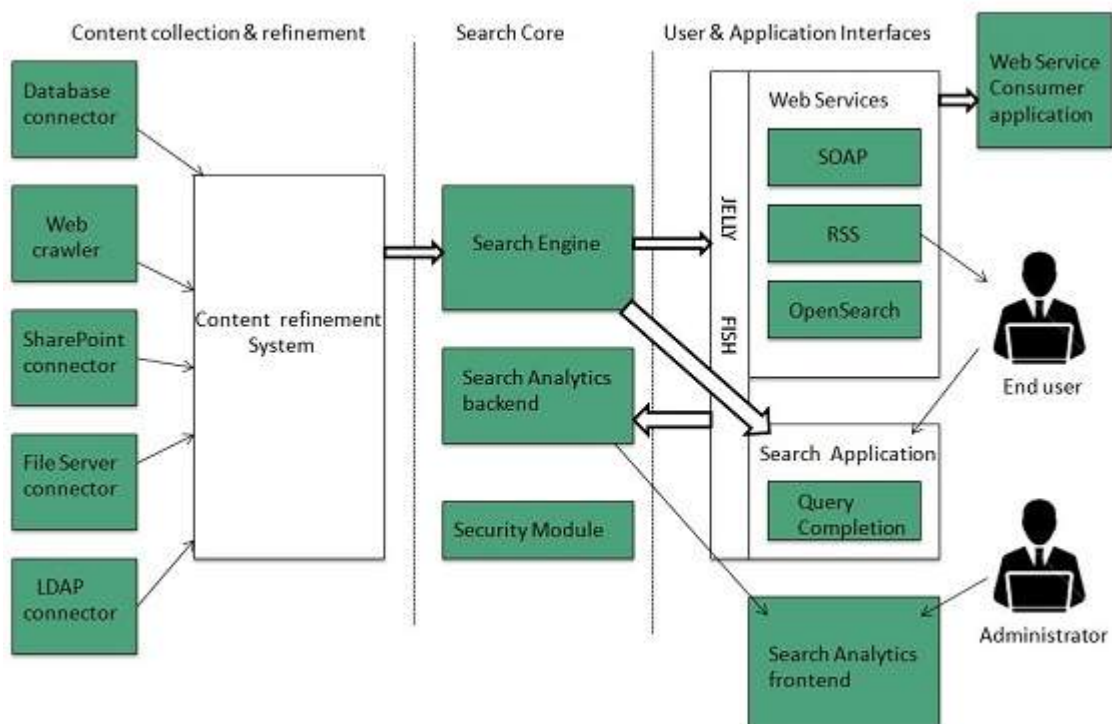 Content collection & refinement
Search Core
User & Application Interfaces
Database
connector
Web
crawler
SharePoint
connector
File Server
connector
LDAP
connector
Content refinement
System
Search Engine
Search Analytics
backend
Security Module
JELLY
FISH
Web Services
SOAP
RSS
OpenSearch
Search Application
Query
Completion
Search Analytics
frontend
Web Service
Consumer
application
End user
Administrator